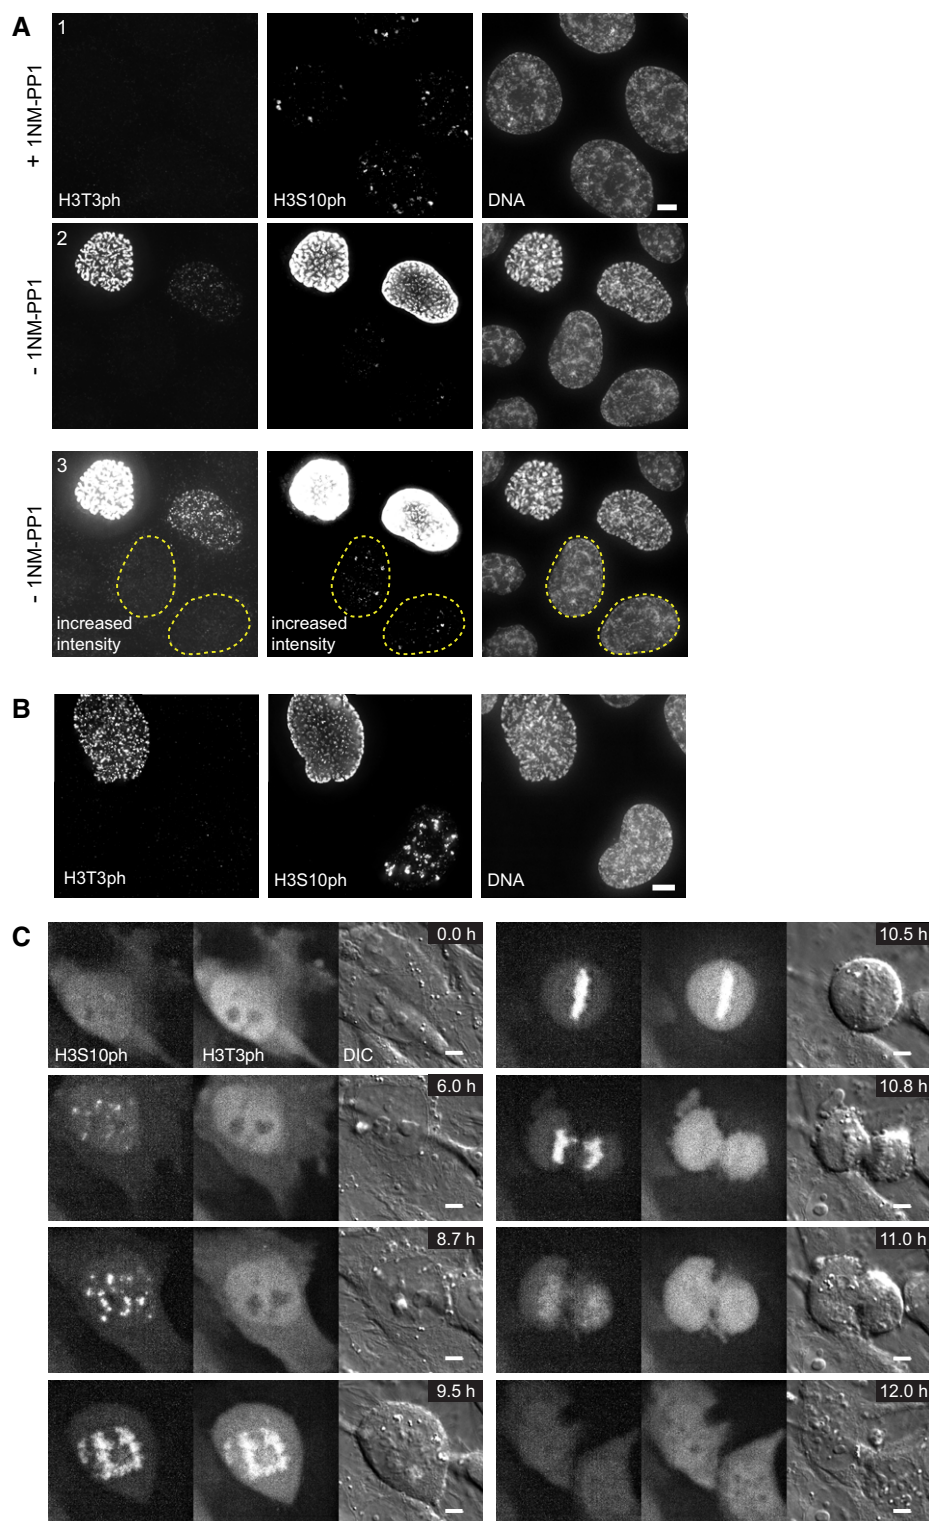 A
+ 1NM-PP1
1
H3T3ph
H3S10ph
DNA
- 1NM-PP1
2
- 1NM-PP1
3
increased
intensity
increased
intensity
B
H3T3ph
H3S10ph
DNA
C
0.0 h
H3S10ph
H3T3ph
DIC
10.5 h
6.0 h
10.8 h
8.7 h
11.0 h
9.5 h
12.0 h